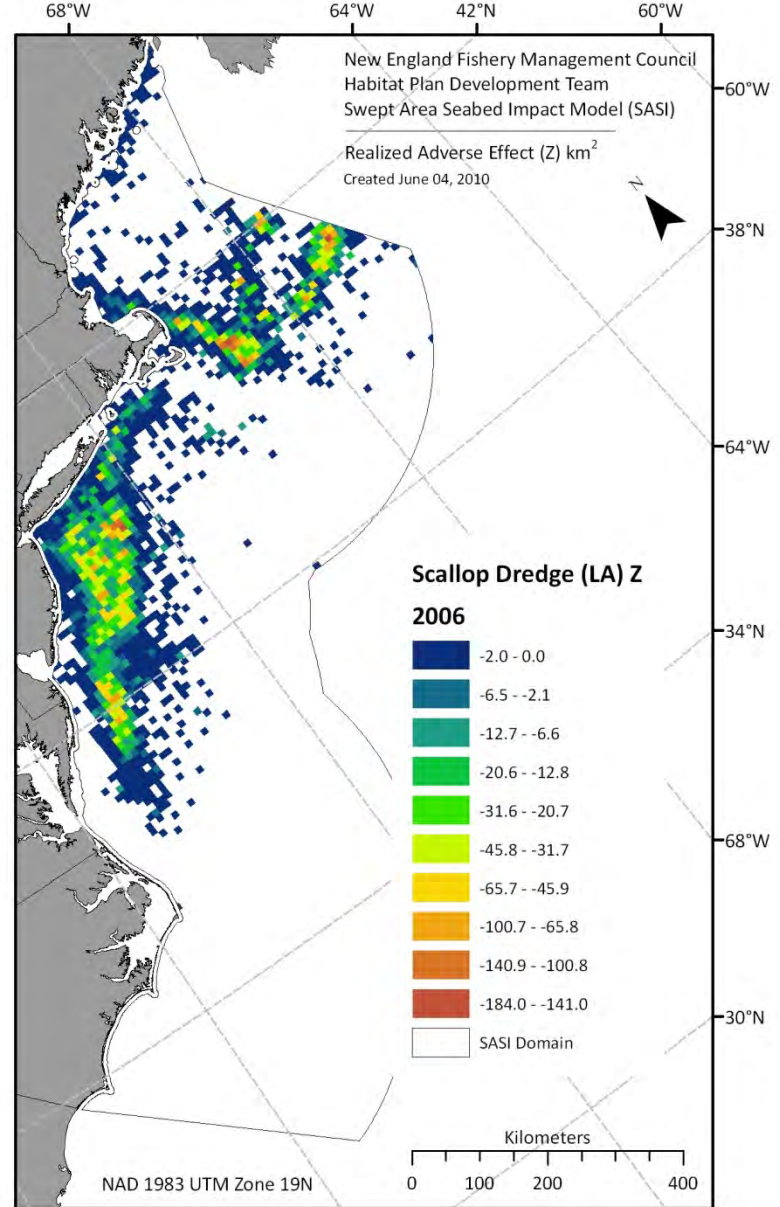 68°W 64°W 42°N 60°W
New England Fishery Management Council
Habitat Plan Development Team
Swept Area Seabed Impact Model (SASI)
Realized Adverse Effect (Z) km²
Created June 04, 2010
N
60°W
38°N
64°W
34°N
68°W
30°N
Scallop Dredge (LA) Z
2006
-2.0 - 0.0
-6.5 - -2.1
-12.7 - -6.6
-20.6 - -12.8
-31.6 - -20.7
-45.8 - -31.7
-65.7 - -45.9
-100.7 - -65.8
-140.9 - -100.8
-184.0 - -141.0
SASI Domain
Kilometers
0 100 200 400
NAD 1983 UTM Zone 19N